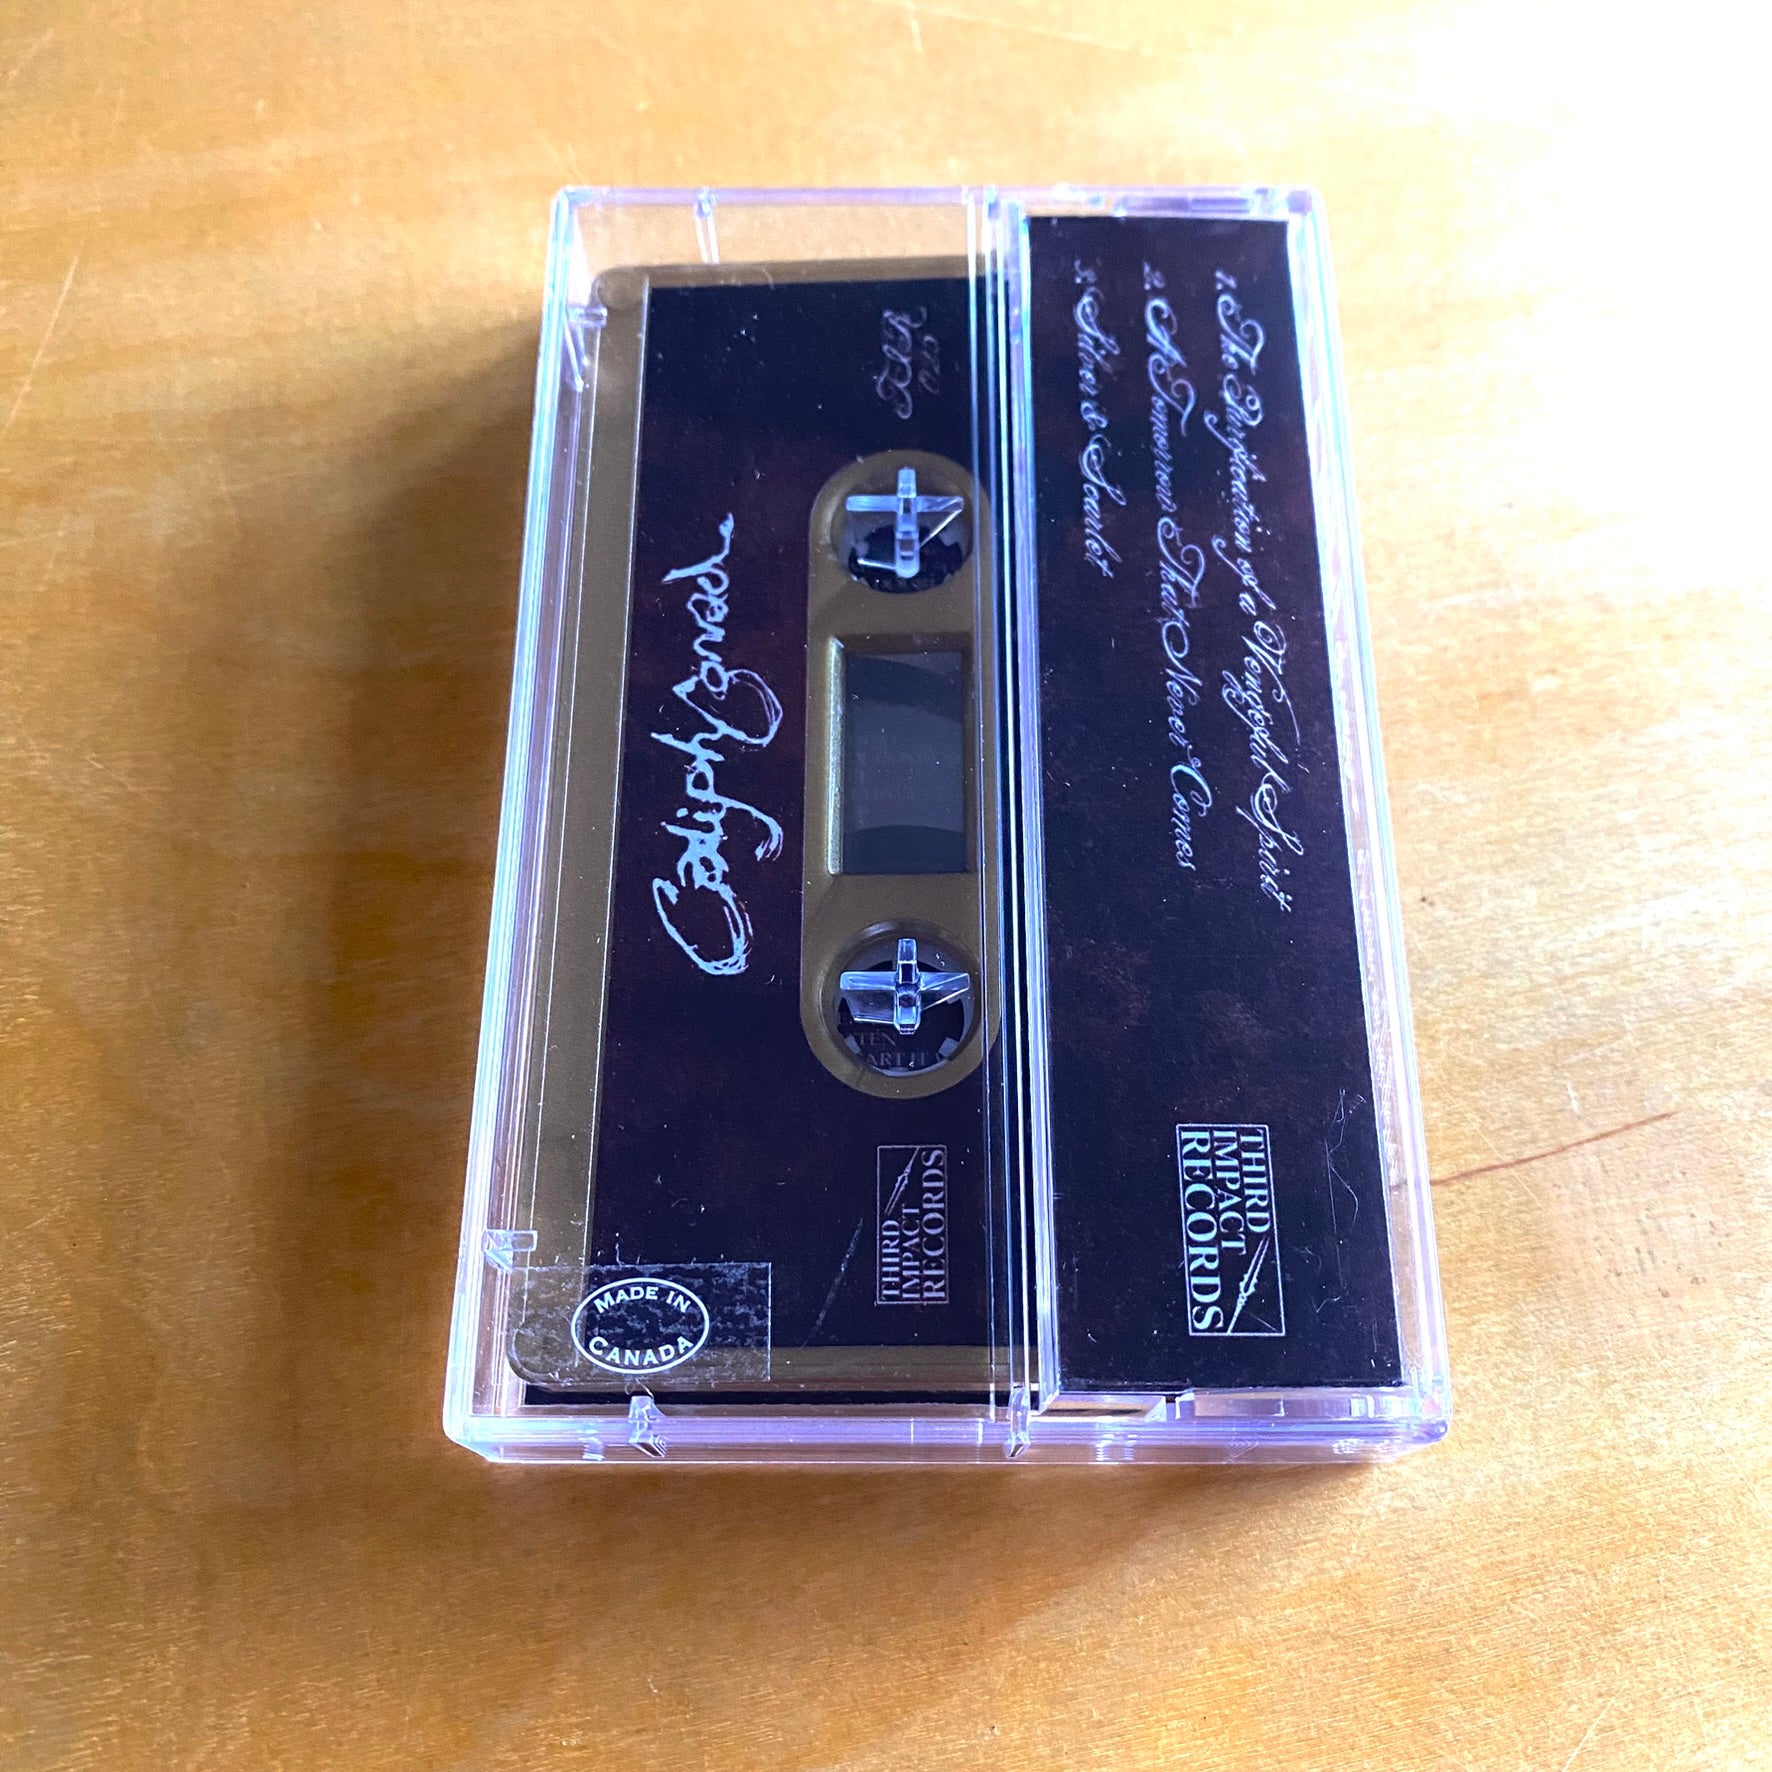 TIR
THIRD
IMPACT
RECORDS
MADE IN
CANADA
1. The Purification of a Vengeful Spirit
2. A Tomorrow That Never Comes
3. Silver & Scarlet
THIRD
IMPACT
RECORDS